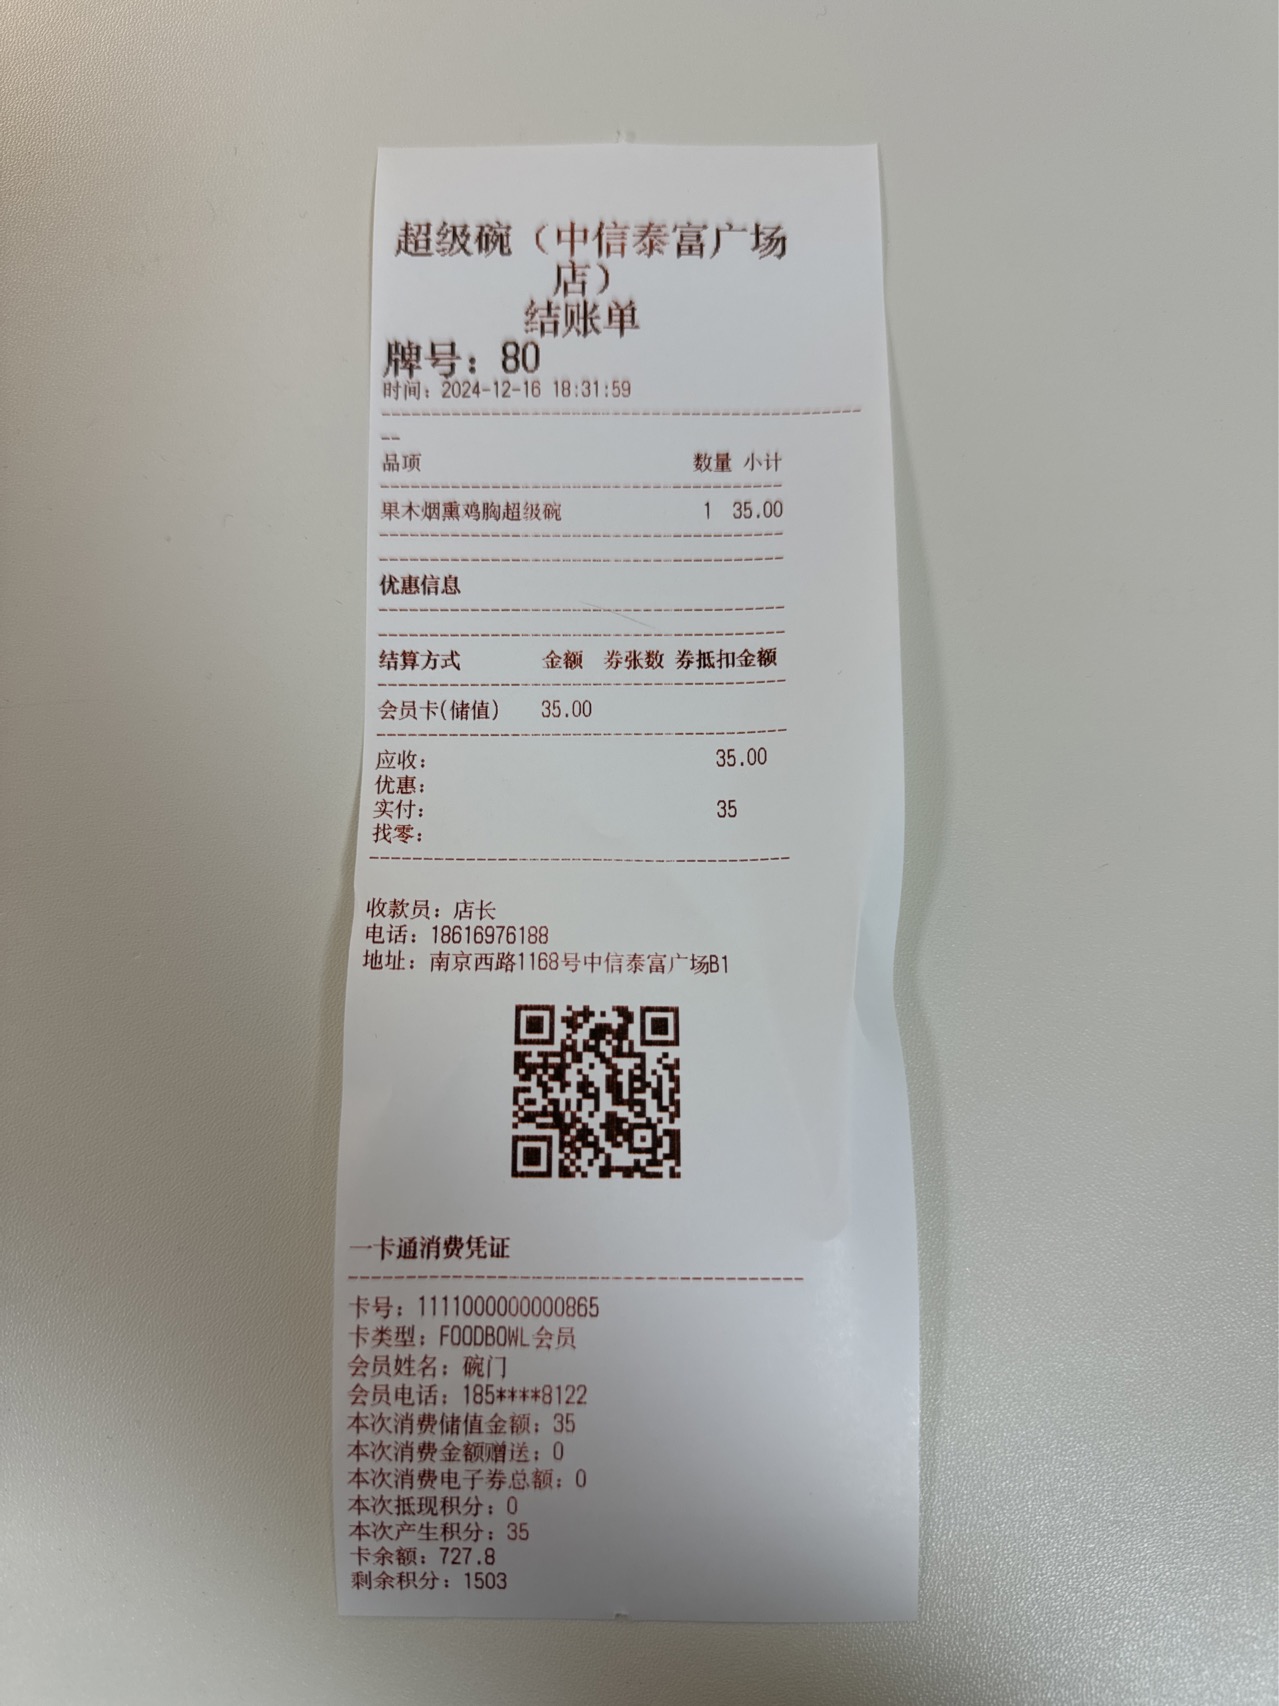 超级碗（中信泰富广场
店）
结账单
牌号：80
时间：2024-12-16 18:31:59
品项 数量 小计
果木烟熏鸡胸超级碗 1 35.00
优惠信息
结算方式 金额 券张数 券抵扣金额
会员卡(储值) 35.00
应收： 35.00
优惠：
实付： 35
找零：
收款员：店长
电话：18616976188
地址：南京西路1168号中信泰富广场B1
一卡通消费凭证
卡号：1111000000000865
卡类型：FOODBOWL会员
会员姓名：碗门
会员电话：185****8122
本次消费储值金额：35
本次消费金额赠送：0
本次消费电子券总额：0
本次抵现积分：0
本次产生积分：35
卡余额：727.8
剩余积分：1503